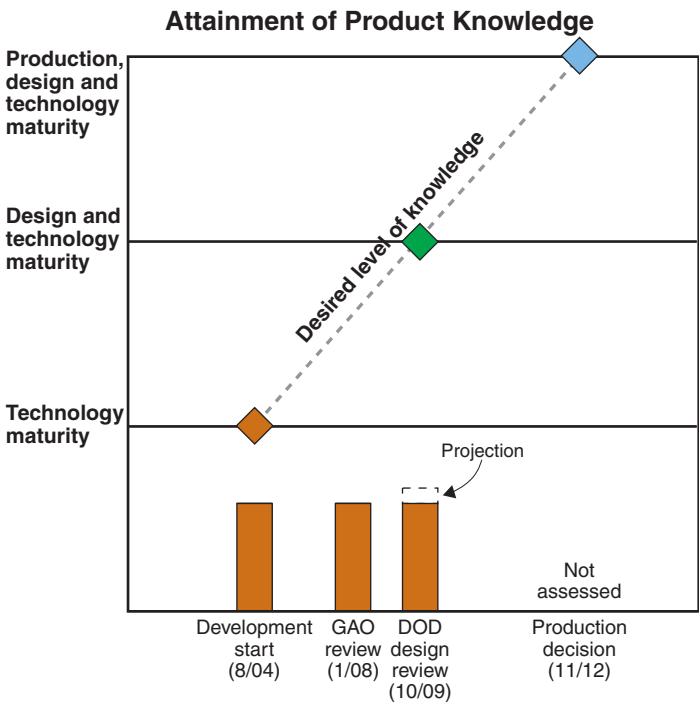 Attainment of Product Knowledge
Production,
design and
technology
maturity
Design and
technology
maturity
Technology
maturity
Desired level of knowledge
Projection
Not
assessed
Development
start
(8/04)
GAO
review
(1/08)
DOD
design
review
(10/09)
Production
decision
(11/12)